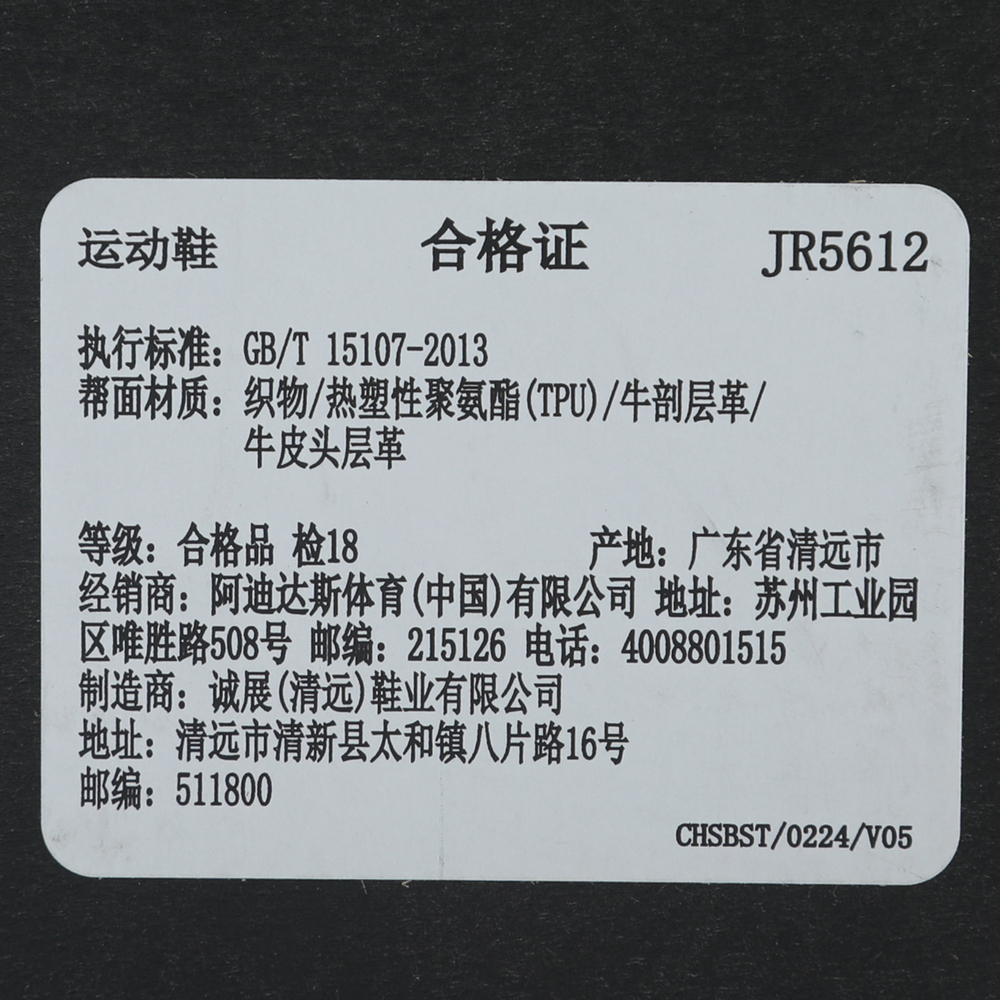 运动鞋 合格证 JR5612
执行标准：GB/T 15107-2013
帮面材质：织物/热塑性聚氨酯(TPU)/牛剖层革/
牛皮头层革
等级：合格品 检18 产地：广东省清远市
经销商：阿迪达斯体育(中国)有限公司 地址：苏州工业园
区唯胜路508号 邮编：215126 电话：4008801515
制造商：诚展(清远)鞋业有限公司
地址：清远市清新县太和镇八片路16号
邮编：511800
CHSBST/0224/V05